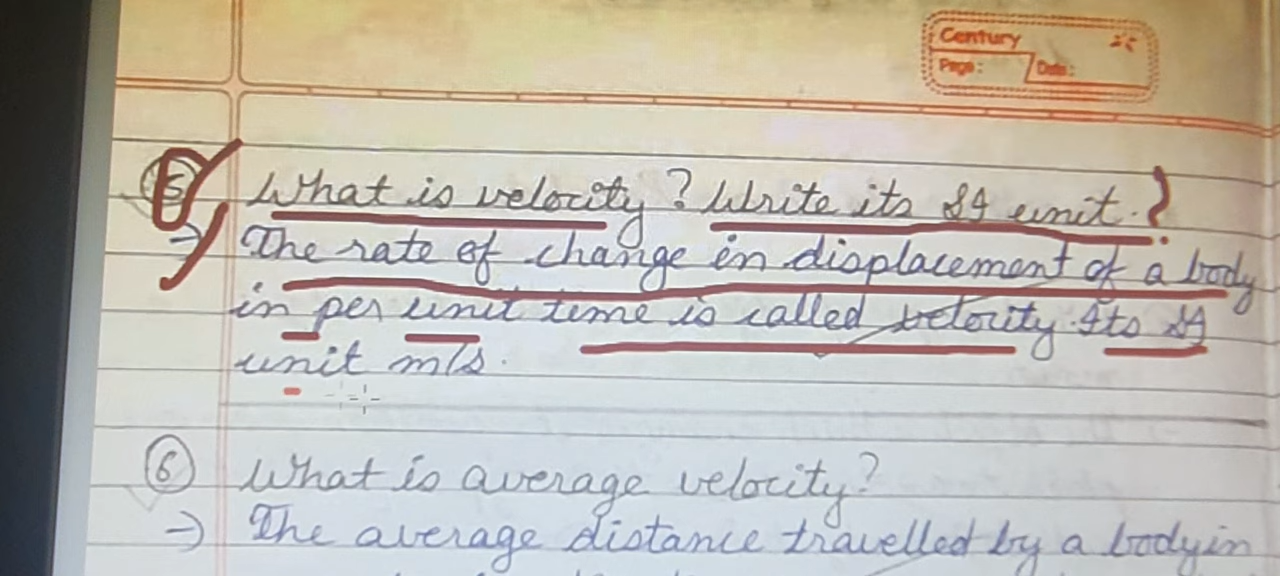 Century
Page: Date:
5 What is velocity? Write its SI unit.?
→ The rate of change in displacement of a body
in per unit time is called velocity. Its SI
unit m/s.
6 What is average velocity?
→ The average distance travelled by a body in